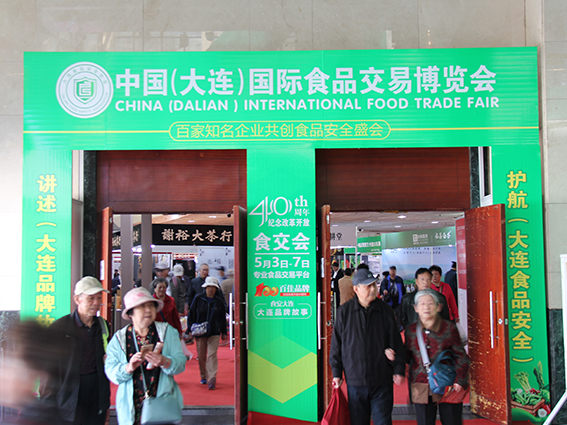 中国(大连)国际食品交易博览会
CHINA (DALIAN) INTERNATIONAL FOOD TRADE FAIR
百家知名企业共创食品安全盛会
讲述(大连品牌
40th
周年
纪念改革开放
食交会
5月3日-7日
专业食品交易平台
100 百佳品牌
食安大连
大连品牌故事
护航(大连食品安全)
谢裕大茶行